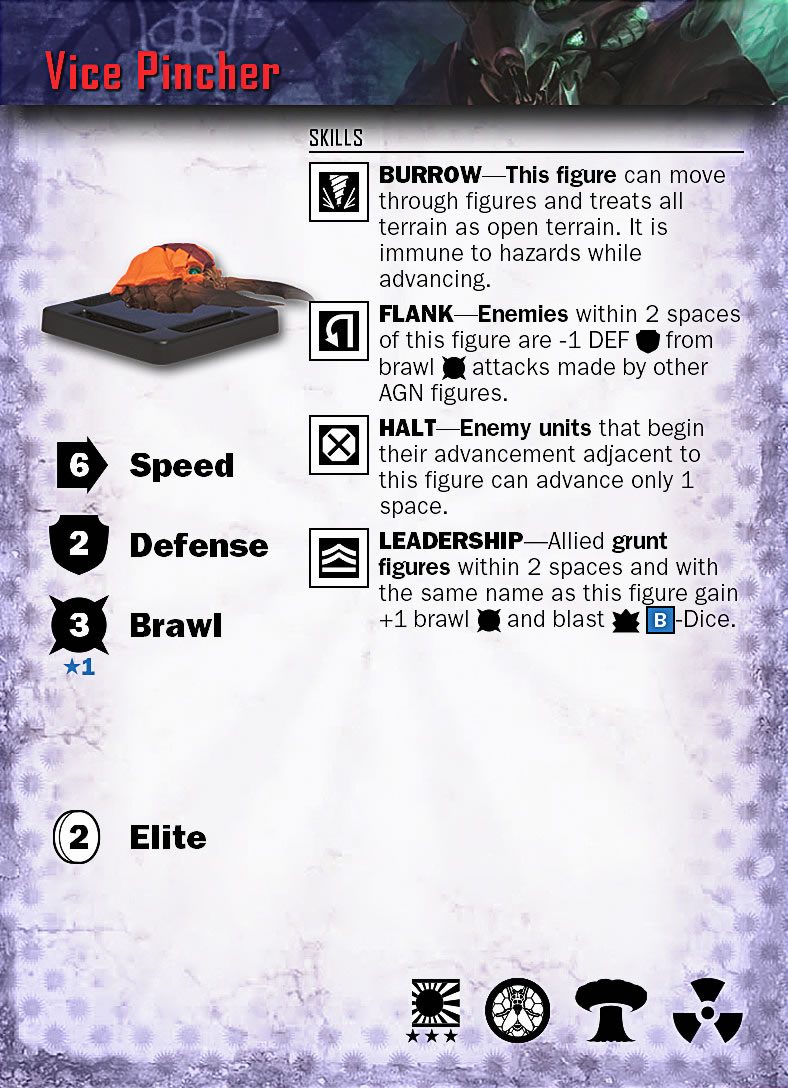 Vice Pincher
SKILLS
BURROW—This figure can move
through figures and treats all
terrain as open terrain. It is
immune to hazards while
advancing.
FLANK—Enemies within 2 spaces
of this figure are -1 DEF from
brawl attacks made by other
AGN figures.
HALT—Enemy units that begin
their advancement adjacent to
this figure can advance only 1
space.
LEADERSHIP—Allied grunt
figures within 2 spaces and with
the same name as this figure gain
+1 brawl and blast B-Dice.
6 Speed
2 Defense
3 Brawl
★1
2 Elite
★★★